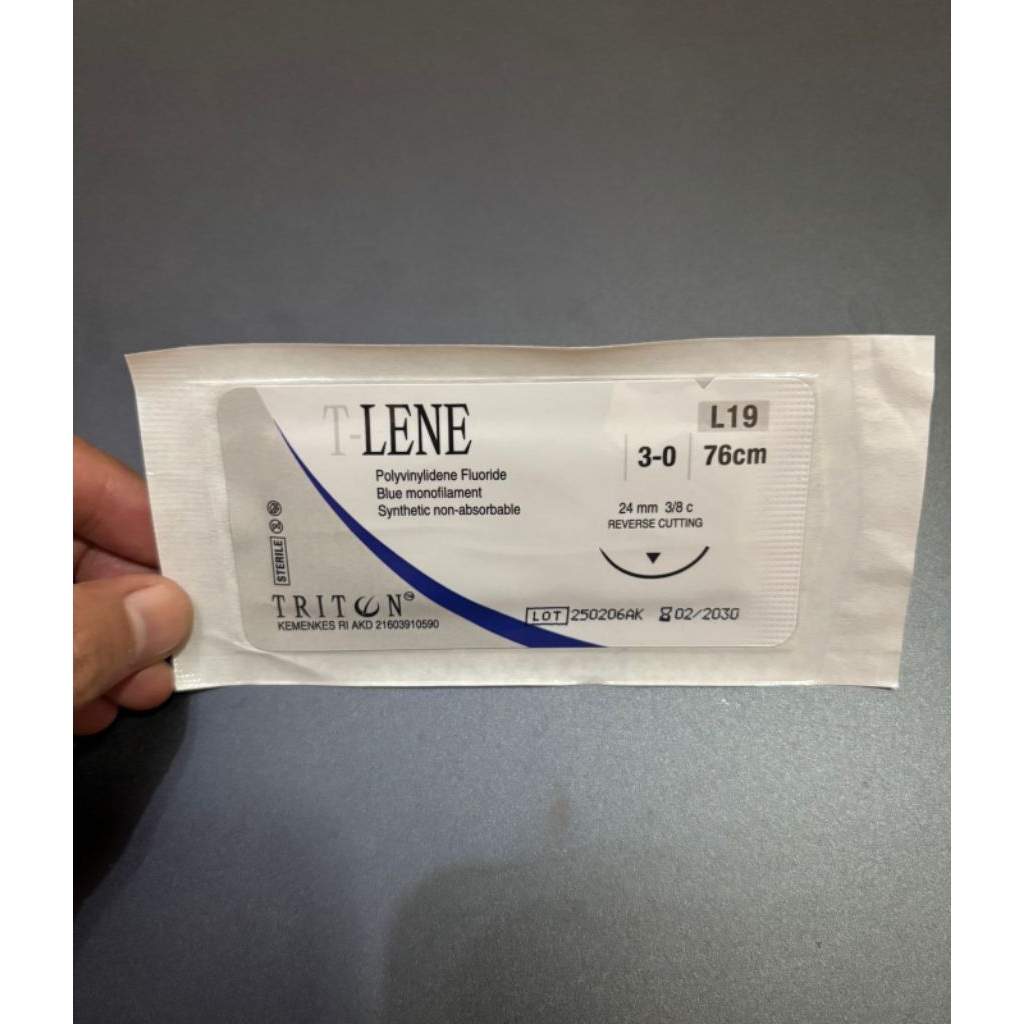 T-LENE
Polyvinylidene Fluoride
Blue monofilament
Synthetic non-absorbable
L19
3-0 76cm
24 mm 3/8 c
REVERSE CUTTING
STERILE
TRITON
KEMENKES RI AKD 21603910590
LOT 250206AK 02/2030